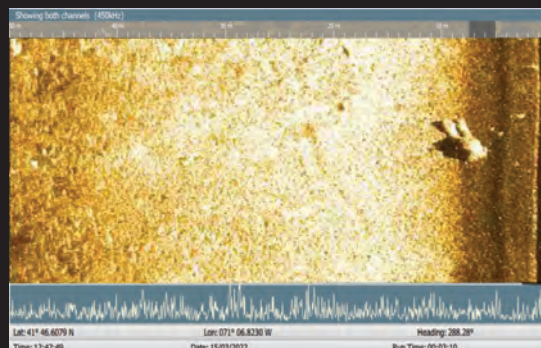 Showing both channels (450kHz)
Lat: 41° 46.6079 N Lon: 071° 06.8230 W Heading: 288.28°
Time: 12:42:49 Date: 15/03/2022 Run Time: 00:03:10